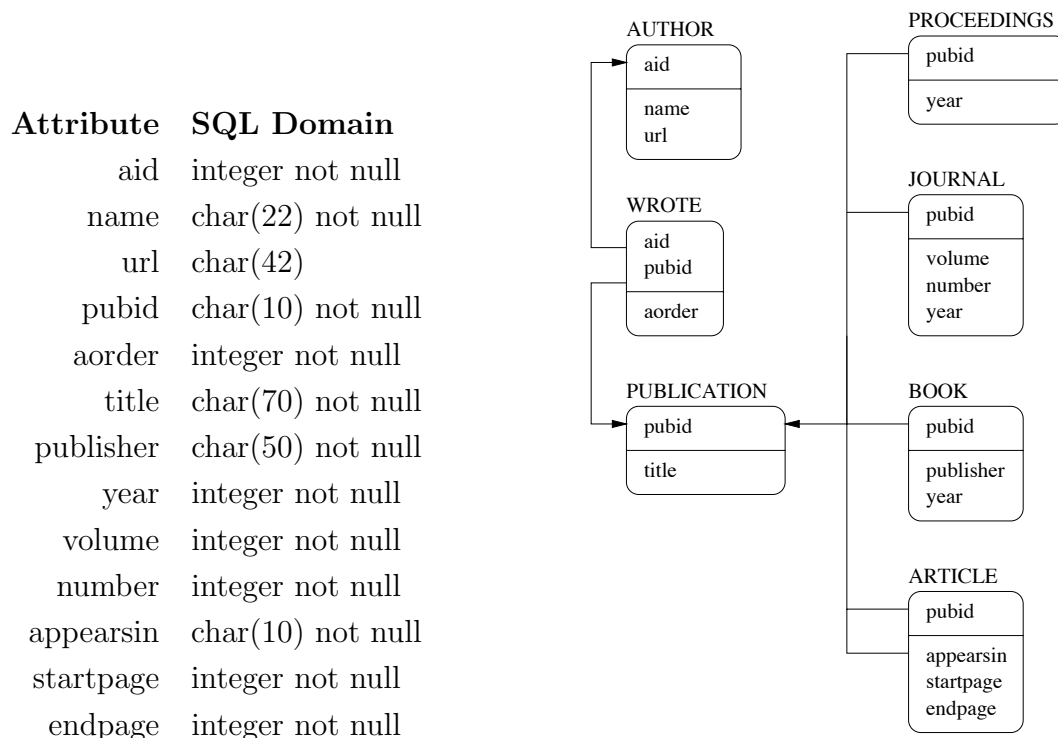 Attribute SQL Domain
aid integer not null
name char(22) not null
url char(42)
pubid char(10) not null
aorder integer not null
title char(70) not null
publisher char(50) not null
year integer not null
volume integer not null
number integer not null
appearsin char(10) not null
startpage integer not null
endpage integer not null
AUTHOR
aid
name
url
WROTE
aid
pubid
aorder
PUBLICATION
pubid
title
PROCEEDINGS
pubid
year
JOURNAL
pubid
volume
number
year
BOOK
pubid
publisher
year
ARTICLE
pubid
appearsin
startpage
endpage